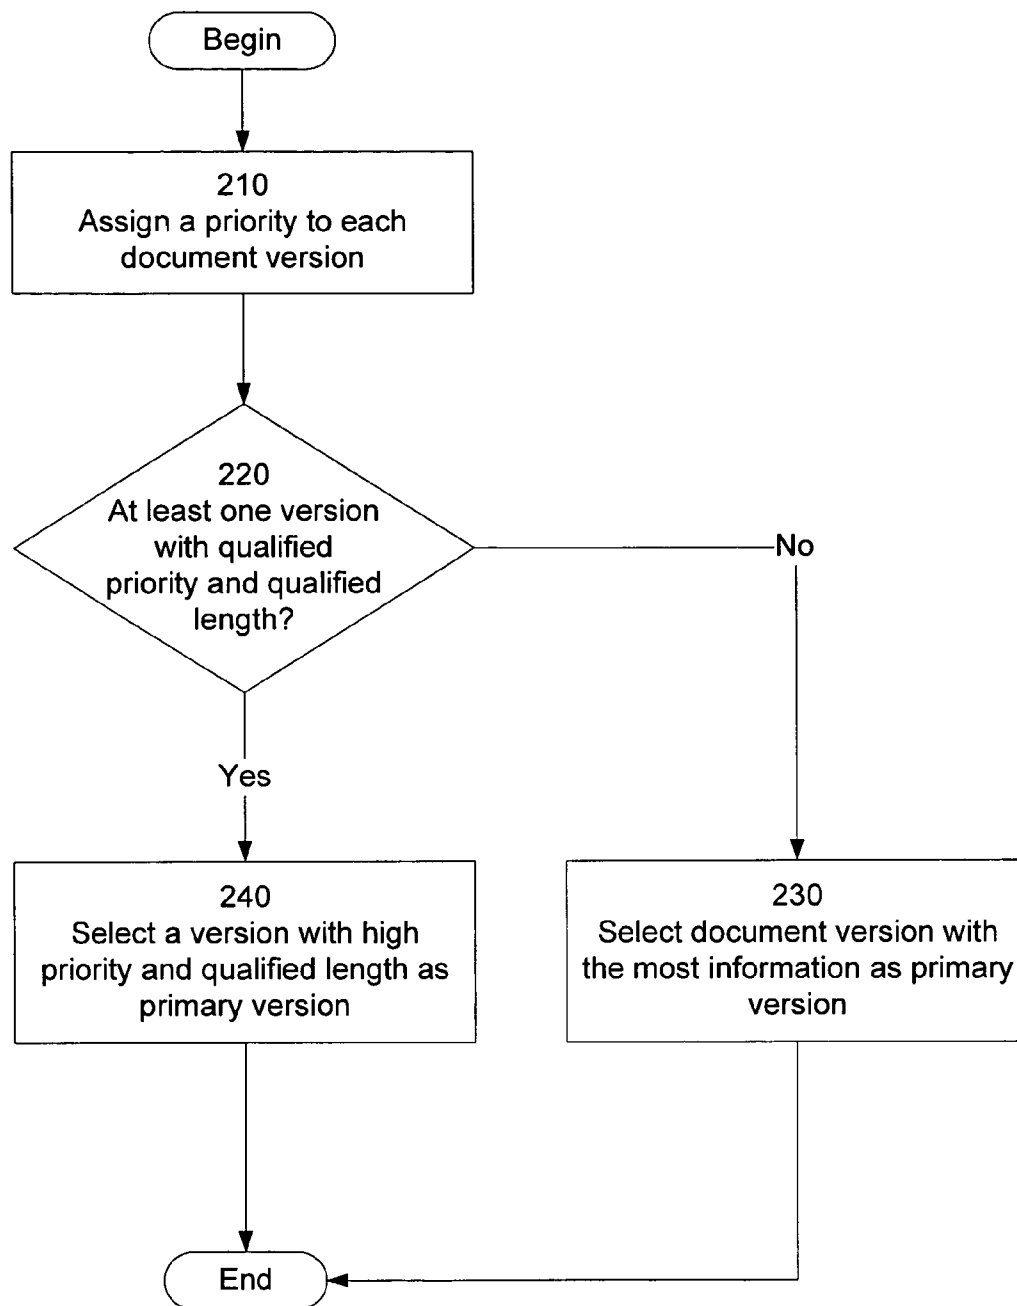 Begin
210
Assign a priority to each
document version
220
At least one version
with qualified
priority and qualified
length?
No
Yes
240
Select a version with high
priority and qualified length as
primary version
230
Select document version with
the most information as primary
version
End